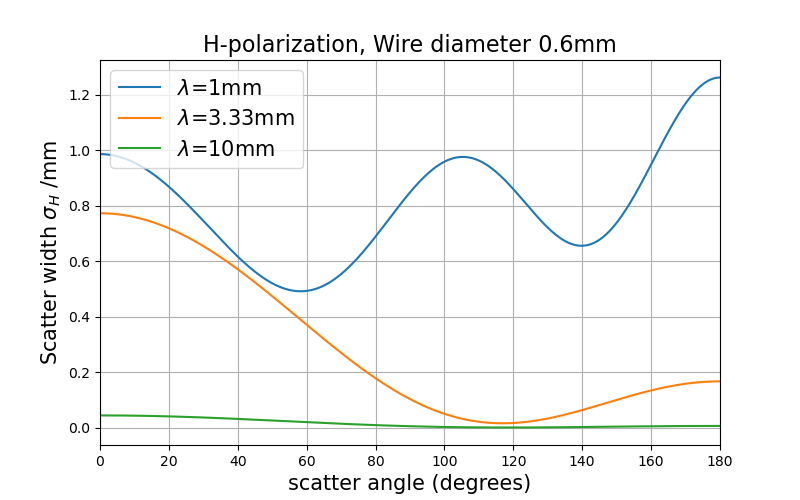 H-polarization, Wire diameter 0.6mm
λ=1mm
λ=3.33mm
λ=10mm
Scatter width σ_H /mm
1.2
1.0
0.8
0.6
0.4
0.2
0.0
0 20 40 60 80 100 120 140 160 180
scatter angle (degrees)